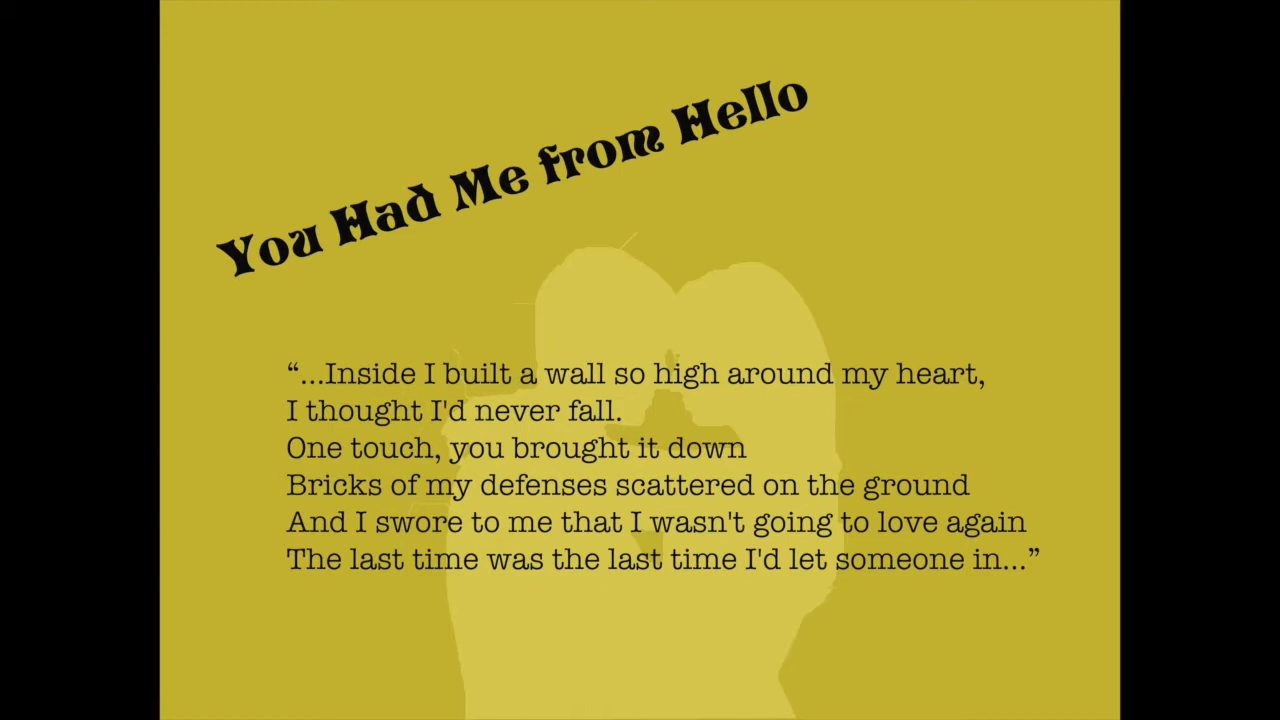 You Had Me from Hello
“...Inside I built a wall so high around my heart,
I thought I'd never fall.
One touch, you brought it down
Bricks of my defenses scattered on the ground
And I swore to me that I wasn't going to love again
The last time was the last time I'd let someone in...”